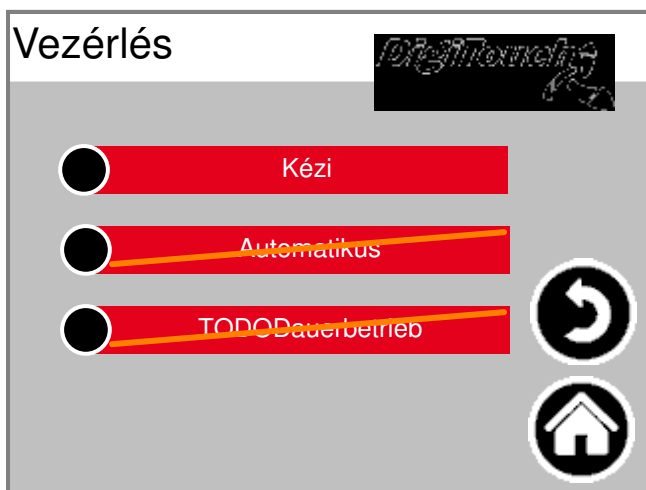 Vezérlés
DigiTouch
Kézi
Automatikus
TODODauerbetrieb